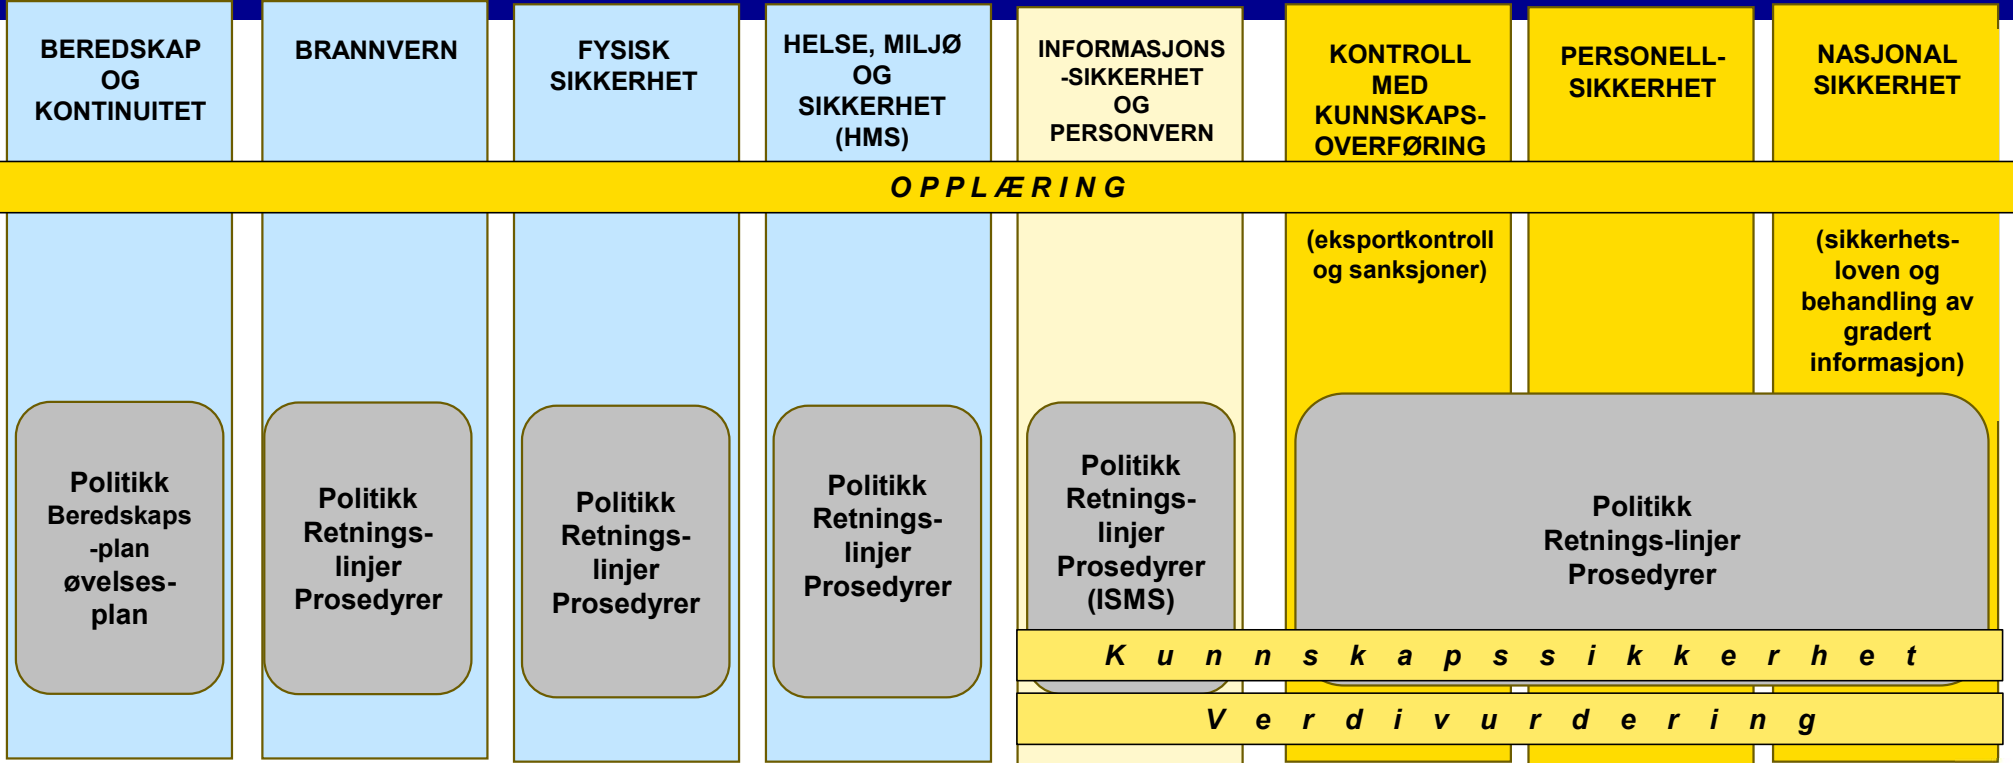 BEREDSKAP
OG
KONTINUITET
BRANNVERN
FYSISK
SIKKERHET
HELSE, MILJØ
OG
SIKKERHET
(HMS)
INFORMASJONS
-SIKKERHET
OG
PERSONVERN
KONTROLL
MED
KUNNSKAPS-
OVERFØRING
PERSONELL-
SIKKERHET
NASJONAL
SIKKERHET
OPPLÆRING
(eksportkontroll
og sanksjoner)
(sikkerhets-
loven og
behandling av
gradert
informasjon)
Politikk
Beredskaps
-plan
øvelses-
plan
Politikk
Retnings-
linjer
Prosedyrer
Politikk
Retnings-
linjer
Prosedyrer
Politikk
Retnings-
linjer
Prosedyrer
Politikk
Retnings-
linjer
Prosedyrer
(ISMS)
Politikk
Retnings-linjer
Prosedyrer
Kunnskapssikkerhet
Verdivurdering